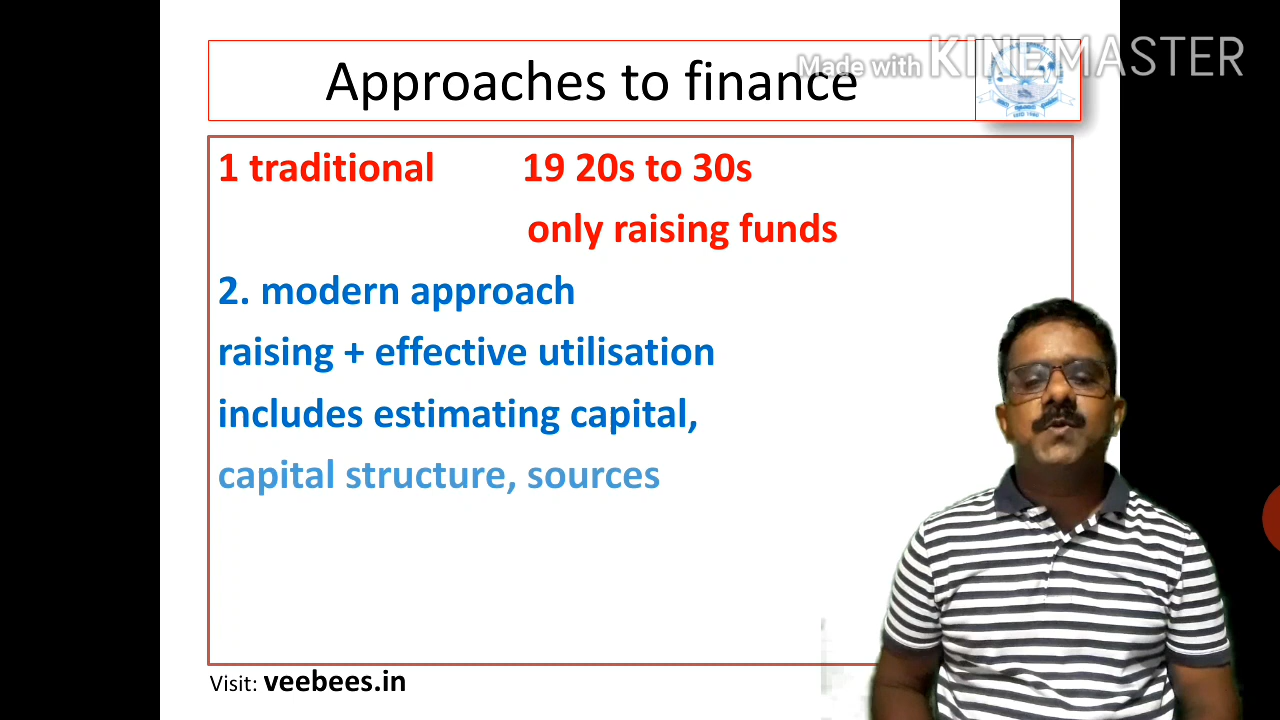 Made with KINEMASTER
Approaches to finance
1 traditional 19 20s to 30s
only raising funds
2. modern approach
raising + effective utilisation
includes estimating capital,
capital structure, sources
Visit: veebees.in